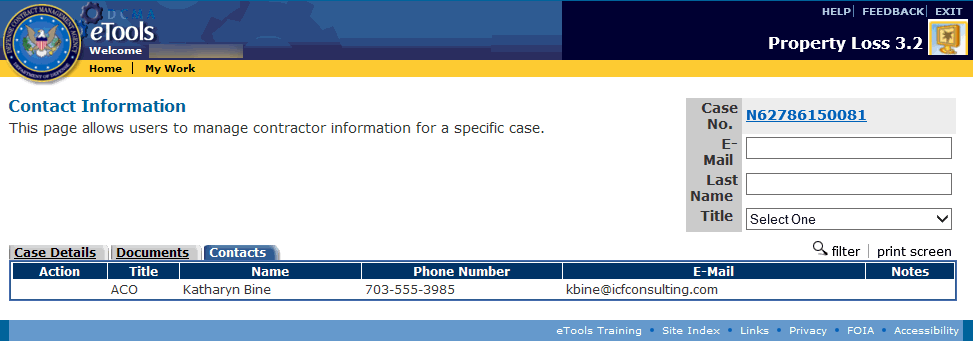 HELP | FEEDBACK | EXIT
eTools
Welcome
Property Loss 3.2
Home | My Work
Contact Information
This page allows users to manage contractor information for a specific case.
Case No. N62786150081
E-Mail
Last Name
Title Select One
Case Details Documents Contacts
filter | print screen
Action Title Name Phone Number E-Mail Notes
ACO Katharyn Bine 703-555-3985 kbine@icfconsulting.com
eTools Training • Site Index • Links • Privacy • FOIA • Accessibility